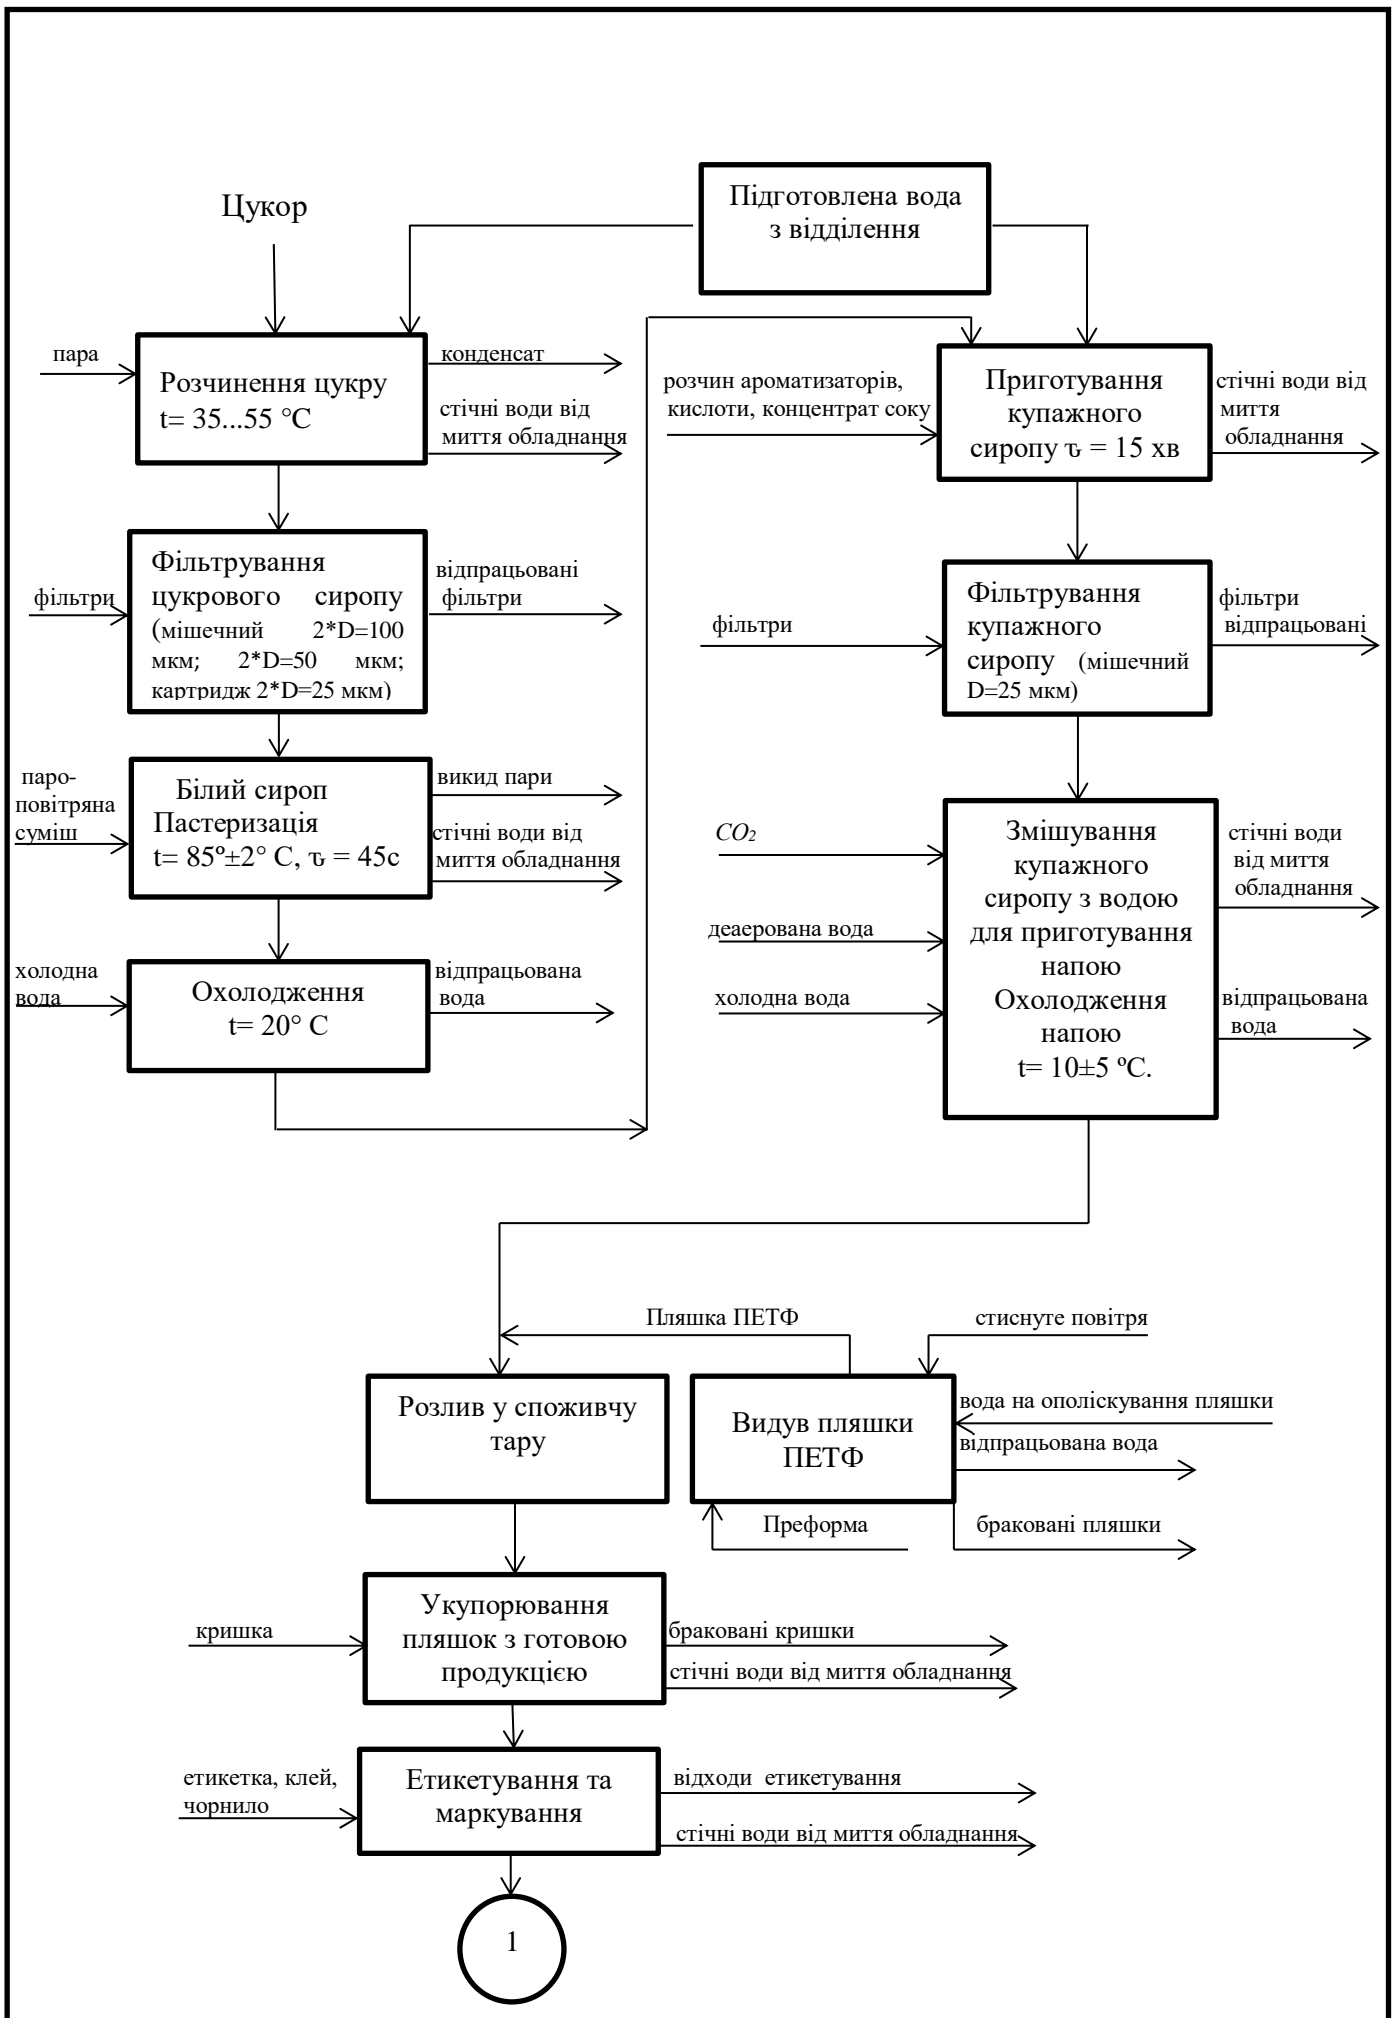 Цукор
Підготовлена вода
з відділення
пара
Розчинення цукру
t= 35...55 °С
конденсат
стічні води від
миття обладнання
фільтри
Фільтрування
цукрового сиропу
(мішечний 2*D=100
мкм; 2*D=50 мкм;
картридж 2*D=25 мкм)
відпрацьовані
фільтри
паро-
повітряна
суміш
Білий сироп
Пастеризація
t= 85º±2° С, ъ = 45с
викид пари
стічні води від
миття обладнання
холодна
вода
Охолодження
t= 20° С
відпрацьована
вода
розчин ароматизаторів,
кислоти, концентрат соку
Приготування
купажного
сиропу ъ = 15 хв
стічні води від
миття
обладнання
фільтри
Фільтрування
купажного
сиропу (мішечний
D=25 мкм)
фільтри
відпрацьовані
СО2
деаерована вода
холодна вода
Змішування
купажного
сиропу з водою
для приготування
напою
Охолодження
напою
t= 10±5 ºС.
стічні води
від миття
обладнання
відпрацьована
вода
Пляшка ПЕТФ
стиснуте повітря
Розлив у споживчу
тару
Видув пляшки
ПЕТФ
вода на ополіскування пляшки
відпрацьована вода
Преформа
браковані пляшки
кришка
Укупорювання
пляшок з готовою
продукцією
браковані кришки
стічні води від миття обладнання
етикетка, клей,
чорнило
Етикетування та
маркування
відходи етикетування
стічні води від миття обладнання
1